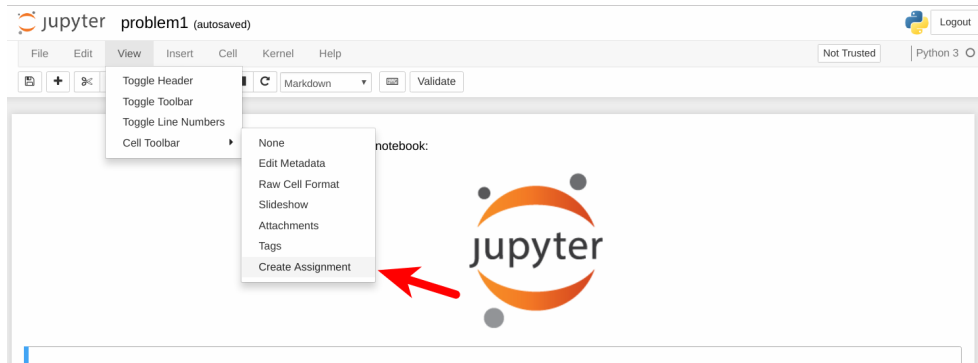 jupyter problem1 (autosaved) Logout
File Edit View Insert Cell Kernel Help Not Trusted Python 3
Markdown Validate
Toggle Header
Toggle Toolbar
Toggle Line Numbers
Cell Toolbar
None
notebook:
Edit Metadata
Raw Cell Format
Slideshow
Attachments
Tags
Create Assignment
jupyter